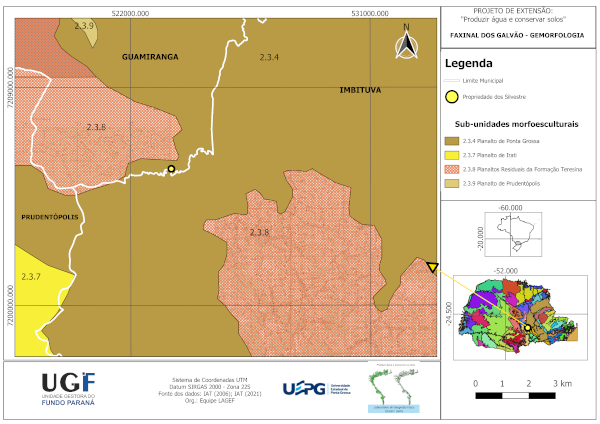 PROJETO DE EXTENSÃO:
"Produzir água e conservar solos"
FAXINAL DOS GALVÃO - GEMORFOLOGIA
522000.000
531000.000
7209000.000
7200000.000
2.3.9
GUAMIRANGA
2.3.4
IMBITUVA
2.3.8
PRUDENTÓPOLIS
2.3.7
2.3.8
N
Legenda
Limite Municipal
Propriedade dos Silvestre
Sub-unidades morfoesculturais
2.3.4 Planalto de Ponta Grossa
2.3.7 Planalto de Irati
2.3.8 Planaltos Residuais da Formação Teresina
2.3.9 Planalto de Prudentópolis
-60.000
-20.000
-52.000
-24.500
0 1 2 3 km
UGF
UNIDADE GESTORA DO
FUNDO PARANÁ
Sistema de Coordenadas UTM
Datum SIRGAS 2000 - Zona 22S
Fonte dos dados: IAT (2006); IAT (2021)
Org.: Equipe LAGEF
UEPG
Universidade
Estadual de
Ponta Grossa